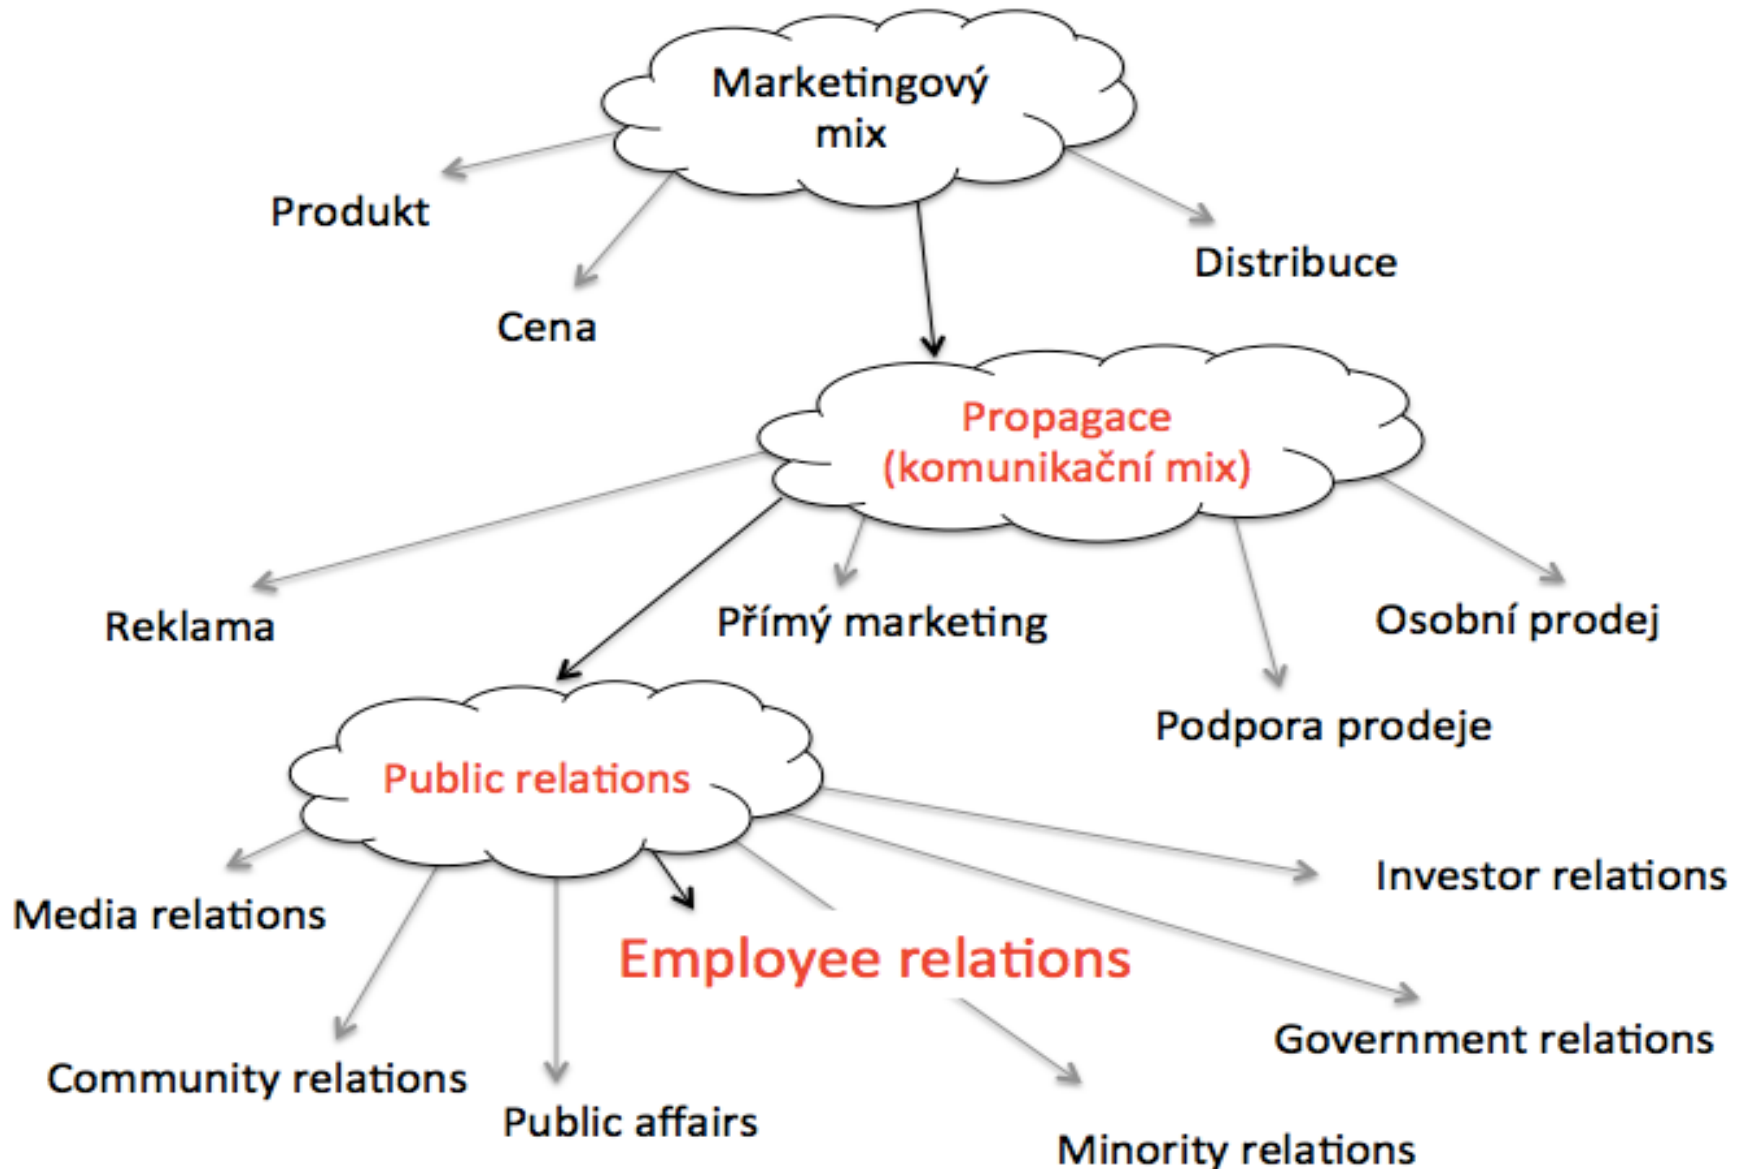 Marketingový
mix
Produkt
Distribuce
Cena
Propagace
(komunikační mix)
Reklama
Přímý marketing
Osobní prodej
Podpora prodeje
Public relations
Investor relations
Media relations
Employee relations
Government relations
Community relations
Public affairs
Minority relations